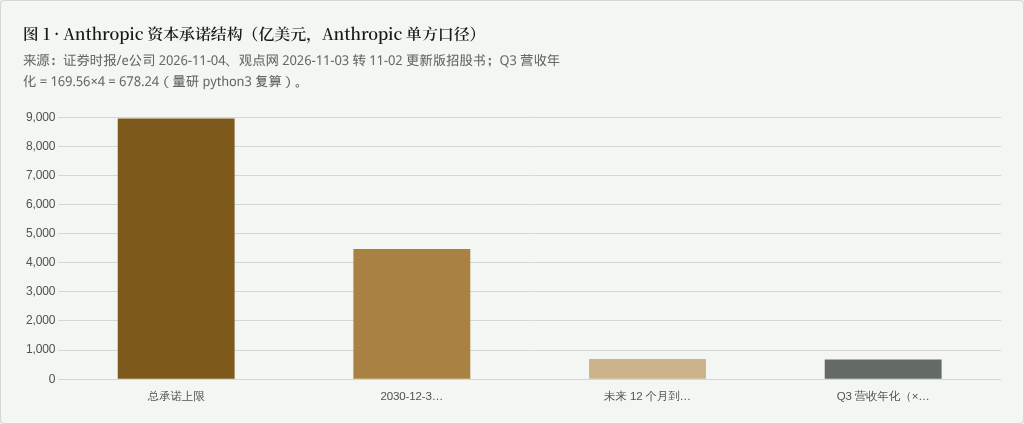 图 1 · Anthropic 资本承诺结构（亿美元，Anthropic 单方口径）
来源：证券时报/e公司 2026-11-04、观点网 2026-11-03 转 11-02 更新版招股书；Q3 营收年
化 = 169.56×4 = 678.24（量研 python3 复算）。
9,000
8,000
7,000
6,000
5,000
4,000
3,000
2,000
1,000
0
总承诺上限
2030-12-3…
未来 12 个月到…
Q3 营收年化（×…